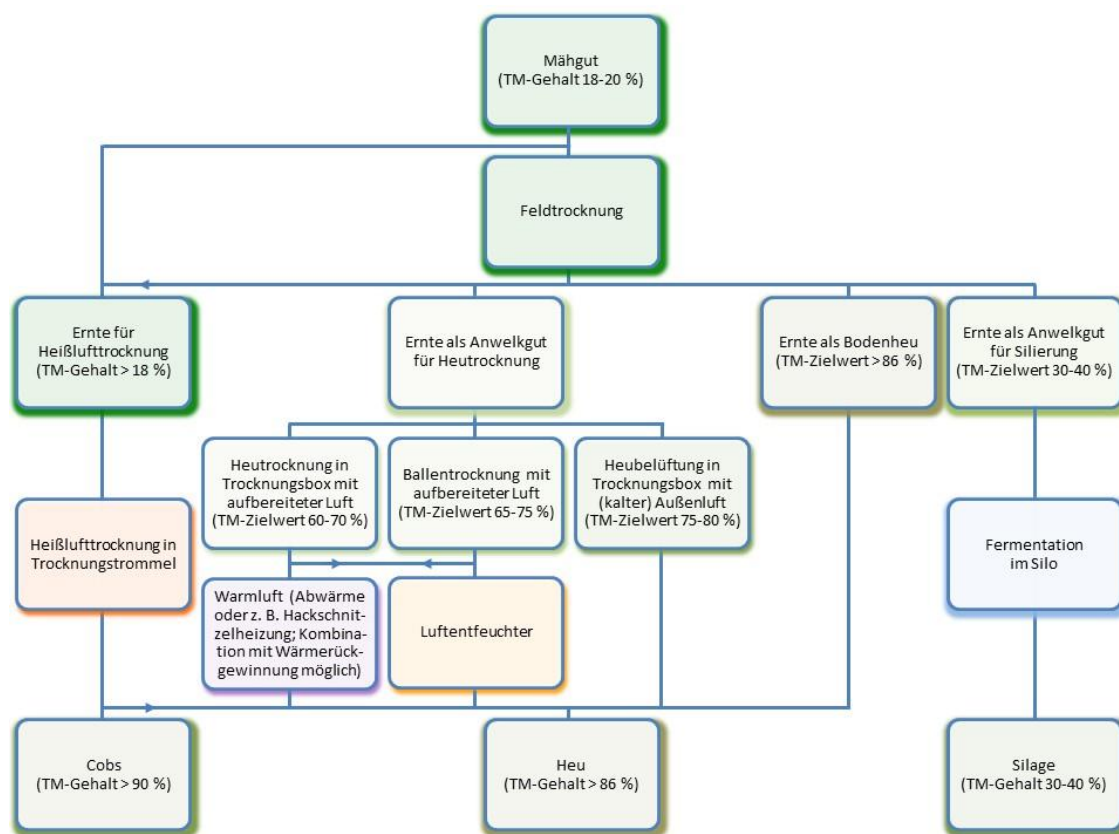 Mähgut
(TM-Gehalt 18-20 %)
Feldtrocknung
Ernte für
Heißlufttrocknung
(TM-Gehalt > 18 %)
Ernte als Anwelkgut
für Heutrocknung
Ernte als Bodenheu
(TM-Zielwert > 86 %)
Ernte als Anwelkgut
für Silierung
(TM-Zielwert 30-40 %)
Heutrocknung in
Trocknungsbox mit
aufbereiteter Luft
(TM-Zielwert 60-70 %)
Ballentrocknung mit
aufbereiteter Luft
(TM-Zielwert 65-75 %)
Heubelüftung in
Trocknungsbox mit
(kalter) Außenluft
(TM-Zielwert 75-80 %)
Heißlufttrocknung in
Trocknungstrommel
Fermentation
im Silo
Warmluft (Abwärme
oder z. B. Hackschnit-
zelheizung; Kombina-
tion mit Wärmerück-
gewinnung möglich)
Luftentfeuchter
Cobs
(TM-Gehalt > 90 %)
Heu
(TM-Gehalt > 86 %)
Silage
(TM-Gehalt 30-40 %)